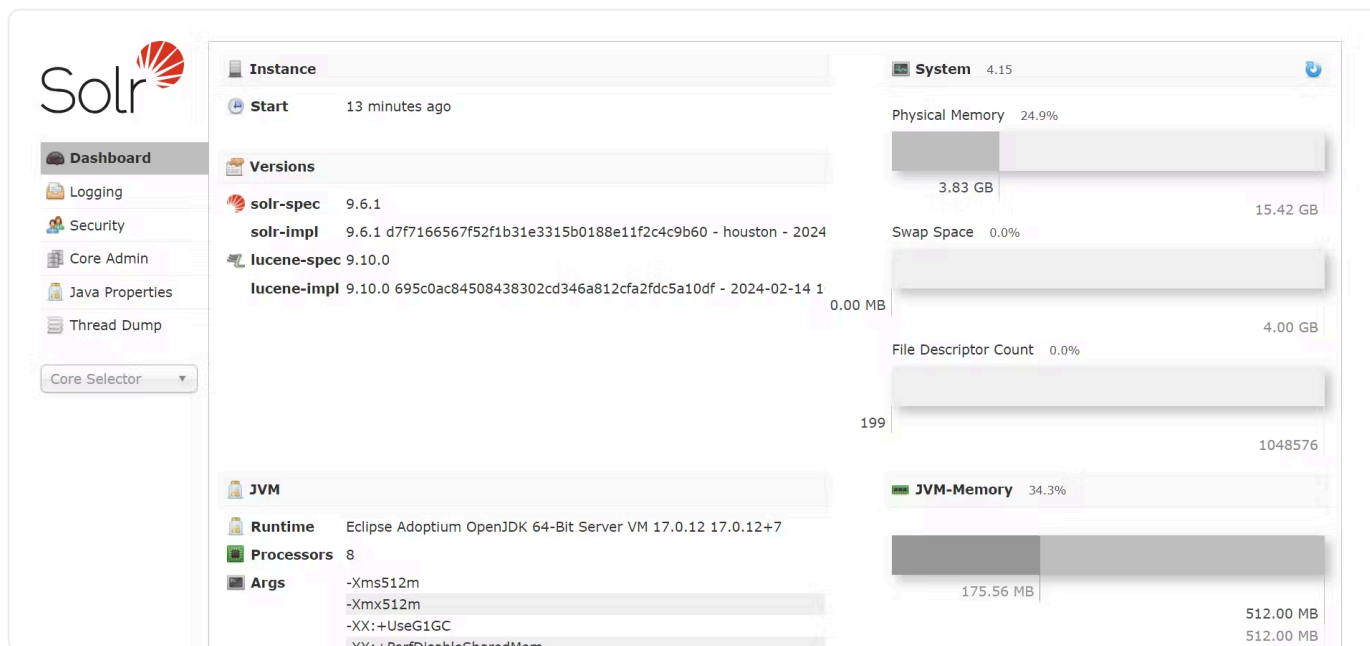 Solr
Dashboard
Logging
Security
Core Admin
Java Properties
Thread Dump
Core Selector
Instance
Start 13 minutes ago
Versions
solr-spec 9.6.1
solr-impl 9.6.1 d7f7166567f52f1b31e3315b0188e11f2c4c9b60 - houston - 2024
lucene-spec 9.10.0
lucene-impl 9.10.0 695c0ac84508438302cd346a812cfa2fdc5a10df - 2024-02-14 1
JVM
Runtime Eclipse Adoptium OpenJDK 64-Bit Server VM 17.0.12 17.0.12+7
Processors 8
Args -Xms512m
-Xmx512m
-XX:+UseG1GC
-XX:+PerfDisableSharedMem
System 4.15
Physical Memory 24.9%
3.83 GB
15.42 GB
Swap Space 0.0%
0.00 MB
4.00 GB
File Descriptor Count 0.0%
199
1048576
JVM-Memory 34.3%
175.56 MB
512.00 MB
512.00 MB